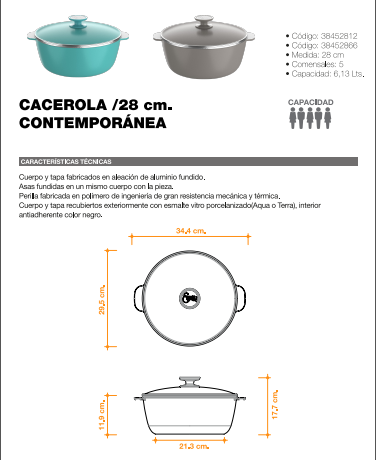 • Código: 38452812
• Código: 38452866
• Medida: 28 cm
• Comensales: 5
• Capacidad: 6,13 Lts.
CACEROLA /28 cm.
CONTEMPORÁNEA
CAPACIDAD
CARACTERÍSTICAS TÉCNICAS
Cuerpo y tapa fabricados en aleación de aluminio fundido.
Asas fundidas en un mismo cuerpo con la pieza.
Perilla fabricada en polímero de ingeniería de gran resistencia mecánica y térmica.
Cuerpo y tapa recubiertos exteriormente con esmalte vitro porcelanizado(Aqua o Terra), interior
antiadherente color negro.
34,4 cm.
29,5 cm.
11,9 cm.
17,7 cm.
21,3 cm.